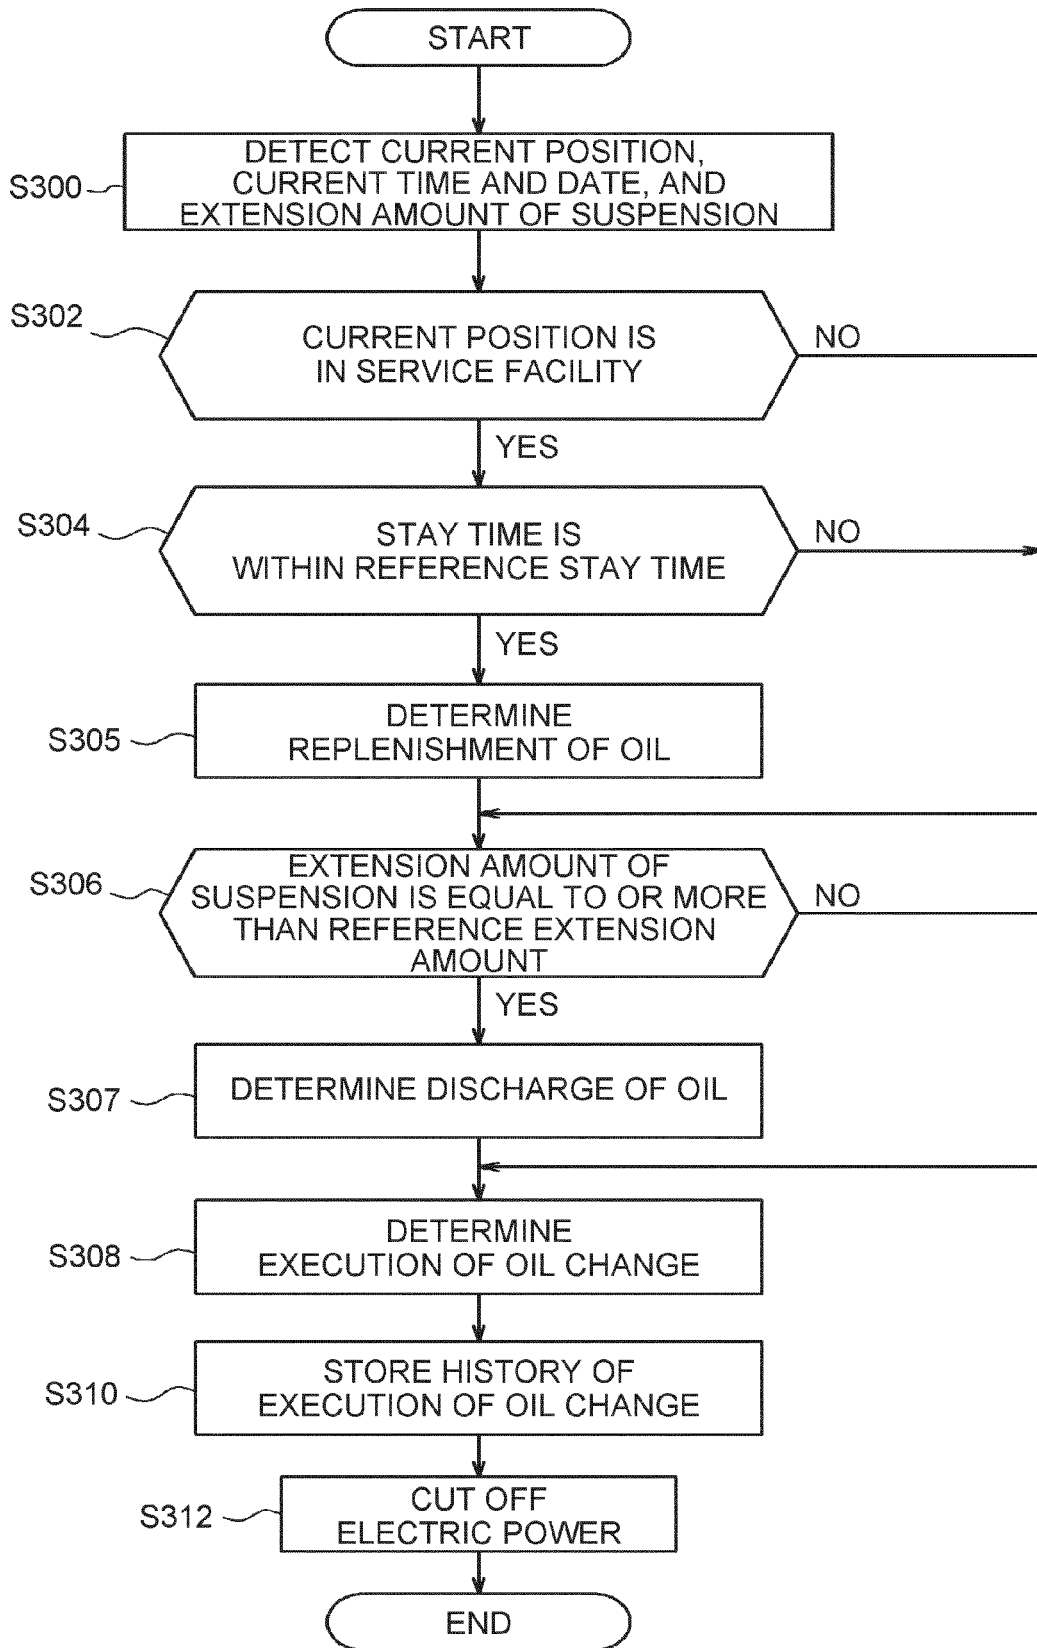 START
S300
DETECT CURRENT POSITION,
CURRENT TIME AND DATE, AND
EXTENSION AMOUNT OF SUSPENSION
S302
CURRENT POSITION IS
IN SERVICE FACILITY
NO
YES
S304
STAY TIME IS
WITHIN REFERENCE STAY TIME
NO
YES
S305
DETERMINE
REPLENISHMENT OF OIL
S306
EXTENSION AMOUNT OF
SUSPENSION IS EQUAL TO OR MORE
THAN REFERENCE EXTENSION
AMOUNT
NO
YES
S307
DETERMINE DISCHARGE OF OIL
S308
DETERMINE
EXECUTION OF OIL CHANGE
S310
STORE HISTORY OF
EXECUTION OF OIL CHANGE
S312
CUT OFF
ELECTRIC POWER
END